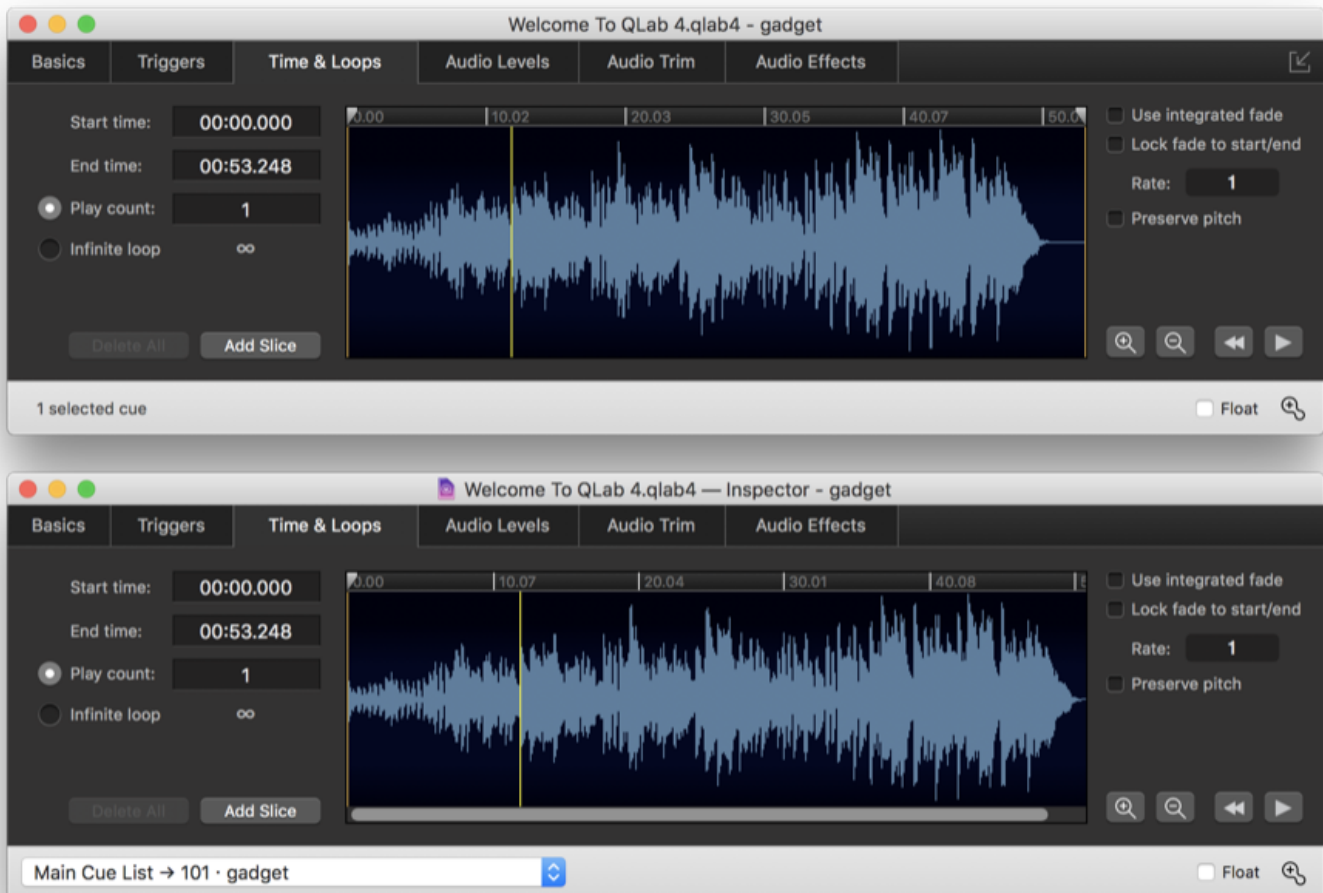 Welcome To QLab 4.qlab4 - gadget
Basics Triggers Time & Loops Audio Levels Audio Trim Audio Effects
Start time: 00:00.000
End time: 00:53.248
Play count: 1
Infinite loop ∞
Delete All Add Slice
0.00 10.02 20.03 30.05 40.07 50.0
Use integrated fade
Lock fade to start/end
Rate: 1
Preserve pitch
1 selected cue
Float
Welcome To QLab 4.qlab4 — Inspector - gadget
Basics Triggers Time & Loops Audio Levels Audio Trim Audio Effects
Start time: 00:00.000
End time: 00:53.248
Play count: 1
Infinite loop ∞
Delete All Add Slice
0.00 10.07 20.04 30.01 40.08
Use integrated fade
Lock fade to start/end
Rate: 1
Preserve pitch
Main Cue List → 101 · gadget
Float